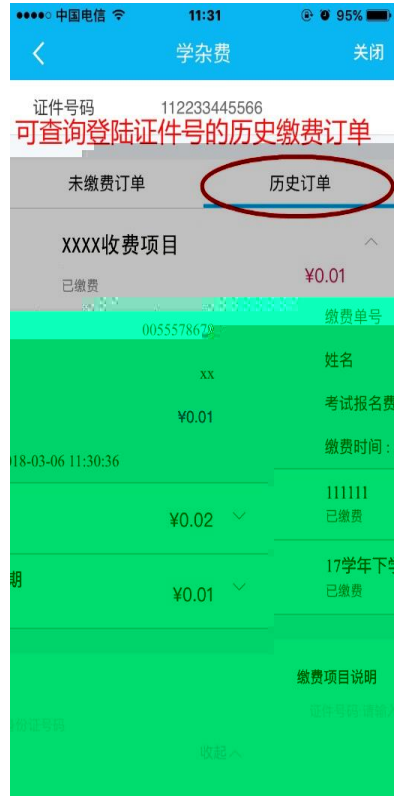 中国电信 11:31 95%
学杂费 关闭
证件号码 112233445566
可查询登陆证件号的历史缴费订单
未缴费订单 历史订单
XXXX收费项目
已缴费 ¥0.01
缴费单号
005557867
姓名
xx
考试报名费
¥0.01
缴费时间:
18-03-06 11:30:36
111111
已缴费
¥0.02
17学年下学
期
已缴费
¥0.01
缴费项目说明
收起